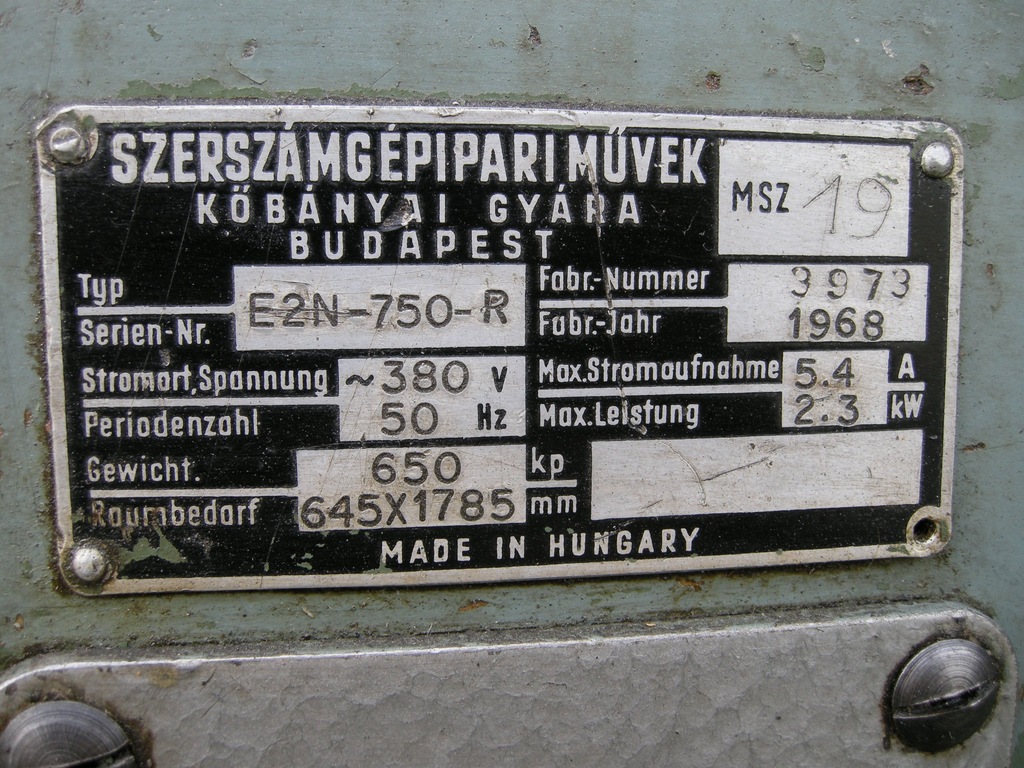 SZERSZÁMGÉPIPARI MŰVEK
KŐBÁNYAI GYÁRA
BUDAPEST
MSZ 19
Typ
Serien-Nr.
E2N-750-R
Fabr.-Nummer 3973
Fabr.-Jahr 1968
Stromart,Spannung ~380 V
Periodenzahl 50 Hz
Max.Stromaufnahme 5.4 A
Max.Leistung 2.3 kW
Gewicht. 650 kp
Raumbedarf 645X1785 mm
MADE IN HUNGARY